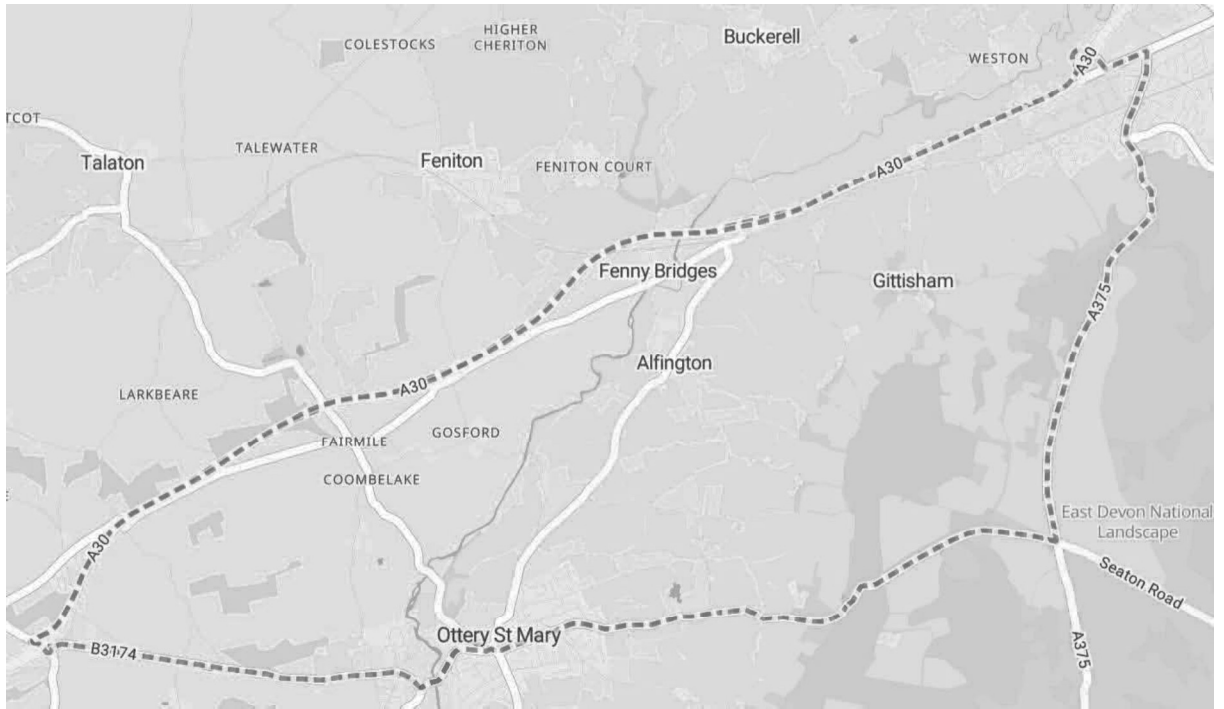 HIGHER
CHERITON
COLESTOCKS
Buckerell
WESTON
A30
TCOT
Talaton
TALEWATER
Feniton
FENITON COURT
A30
Fenny Bridges
Gittisham
A375
Alfington
LARKBEARE
A30
FAIRMILE
GOSFORD
COOMBELAKE
East Devon National
Landscape
A30
Seaton Road
Ottery St Mary
B3174
A375